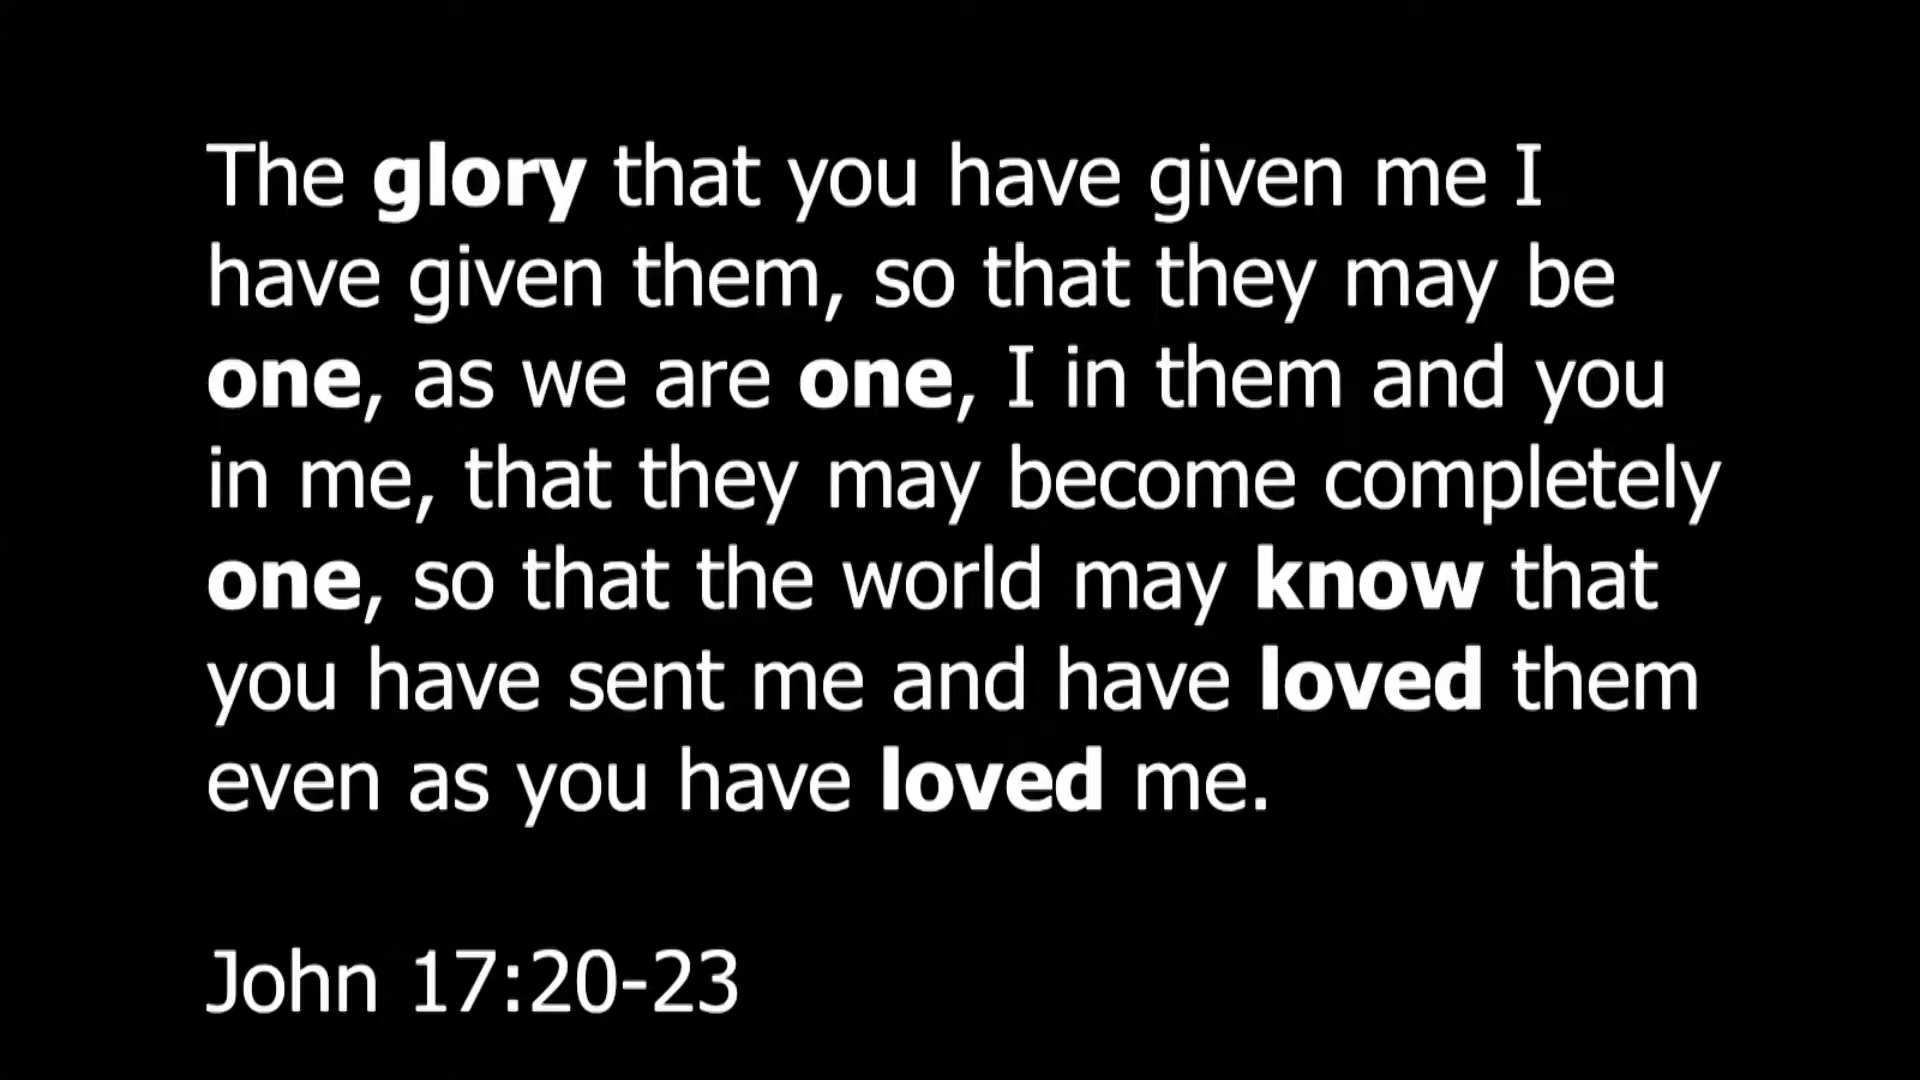 The glory that you have given me I
have given them, so that they may be
one, as we are one, I in them and you
in me, that they may become completely
one, so that the world may know that
you have sent me and have loved them
even as you have loved me.
John 17:20-23